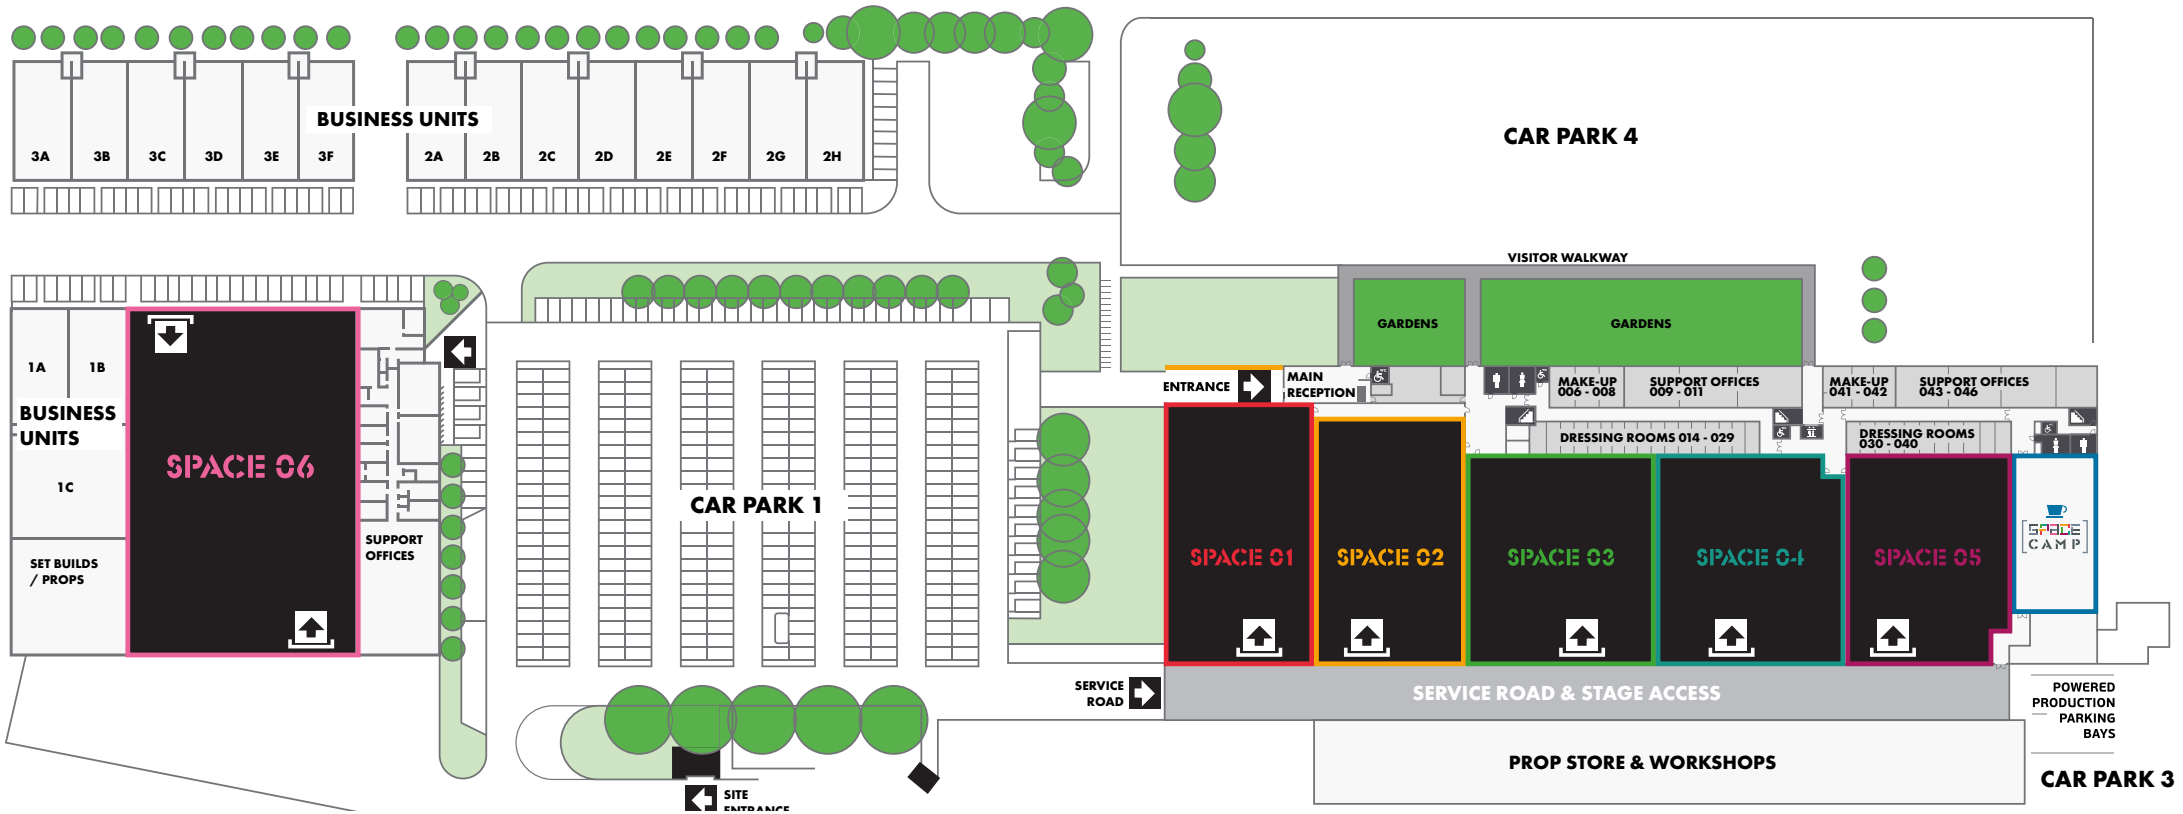 BUSINESS UNITS
3A
3B
3C
3D
3E
3F
2A
2B
2C
2D
2E
2F
2G
2H
CAR PARK 4
VISITOR WALKWAY
GARDENS
GARDENS
1A
1B
BUSINESS
UNITS
1C
SET BUILDS
/ PROPS
SPACE 06
SUPPORT
OFFICES
CAR PARK 1
ENTRANCE
MAIN
RECEPTION
MAKE-UP
006 - 008
SUPPORT OFFICES
009 - 011
MAKE-UP
041 - 042
SUPPORT OFFICES
043 - 046
DRESSING ROOMS 014 - 029
DRESSING ROOMS
030 - 040
SPACE 01
SPACE 02
SPACE 03
SPACE 04
SPACE 05
SPACE
CAMP
SERVICE
ROAD
SERVICE ROAD & STAGE ACCESS
POWERED
PRODUCTION
PARKING
BAYS
PROP STORE & WORKSHOPS
CAR PARK 3
SITE
ENTRANCE